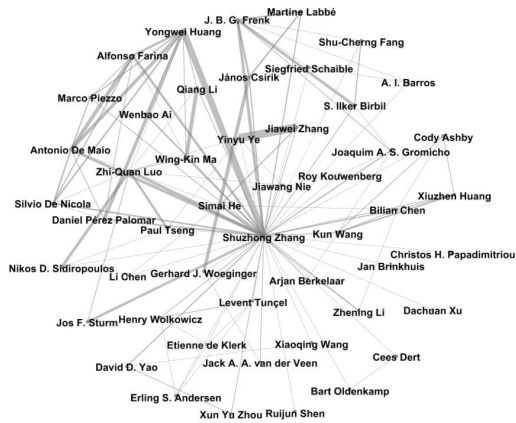 Martine Labbé
J. B. G. Frenk
Yongwei Huang
Shu-Cherng Fang
Alfonso Farina
Siegfried Schaible
János Csirik
A. I. Barros
Qiang Li
Marco Piezzo
S. Ilker Birbil
Wenbao Ai
Jiawei Zhang
Cody Ashby
Yinyu Ye
Antonio De Maio
Joaquim A. S. Gromicho
Wing-Kin Ma
Zhi-Quan Luo
Roy Kouwenberg
Jiawang Nie
Xiuzhen Huang
Silvio De Nicola
Simai He
Bilian Chen
Daniel Pérez Palomar
Paul Tseng
Kun Wang
Shuzhong Zhang
Christos H. Papadimitriou
Nikos D. Sidiropoulos
Jan Brinkhuis
Li Chen
Gerhard J. Woeginger
Arjan Berkelaar
Levent Tunçel
Zhening Li
Dachuan Xu
Jos F. Sturm
Henry Wolkowicz
Etienne de Klerk
Xiaoqing Wang
Cees Dert
David D. Yao
Jack A. A. van der Veen
Bart Oldenkamp
Erling S. Andersen
Xun Yu Zhou
Ruijun Shen